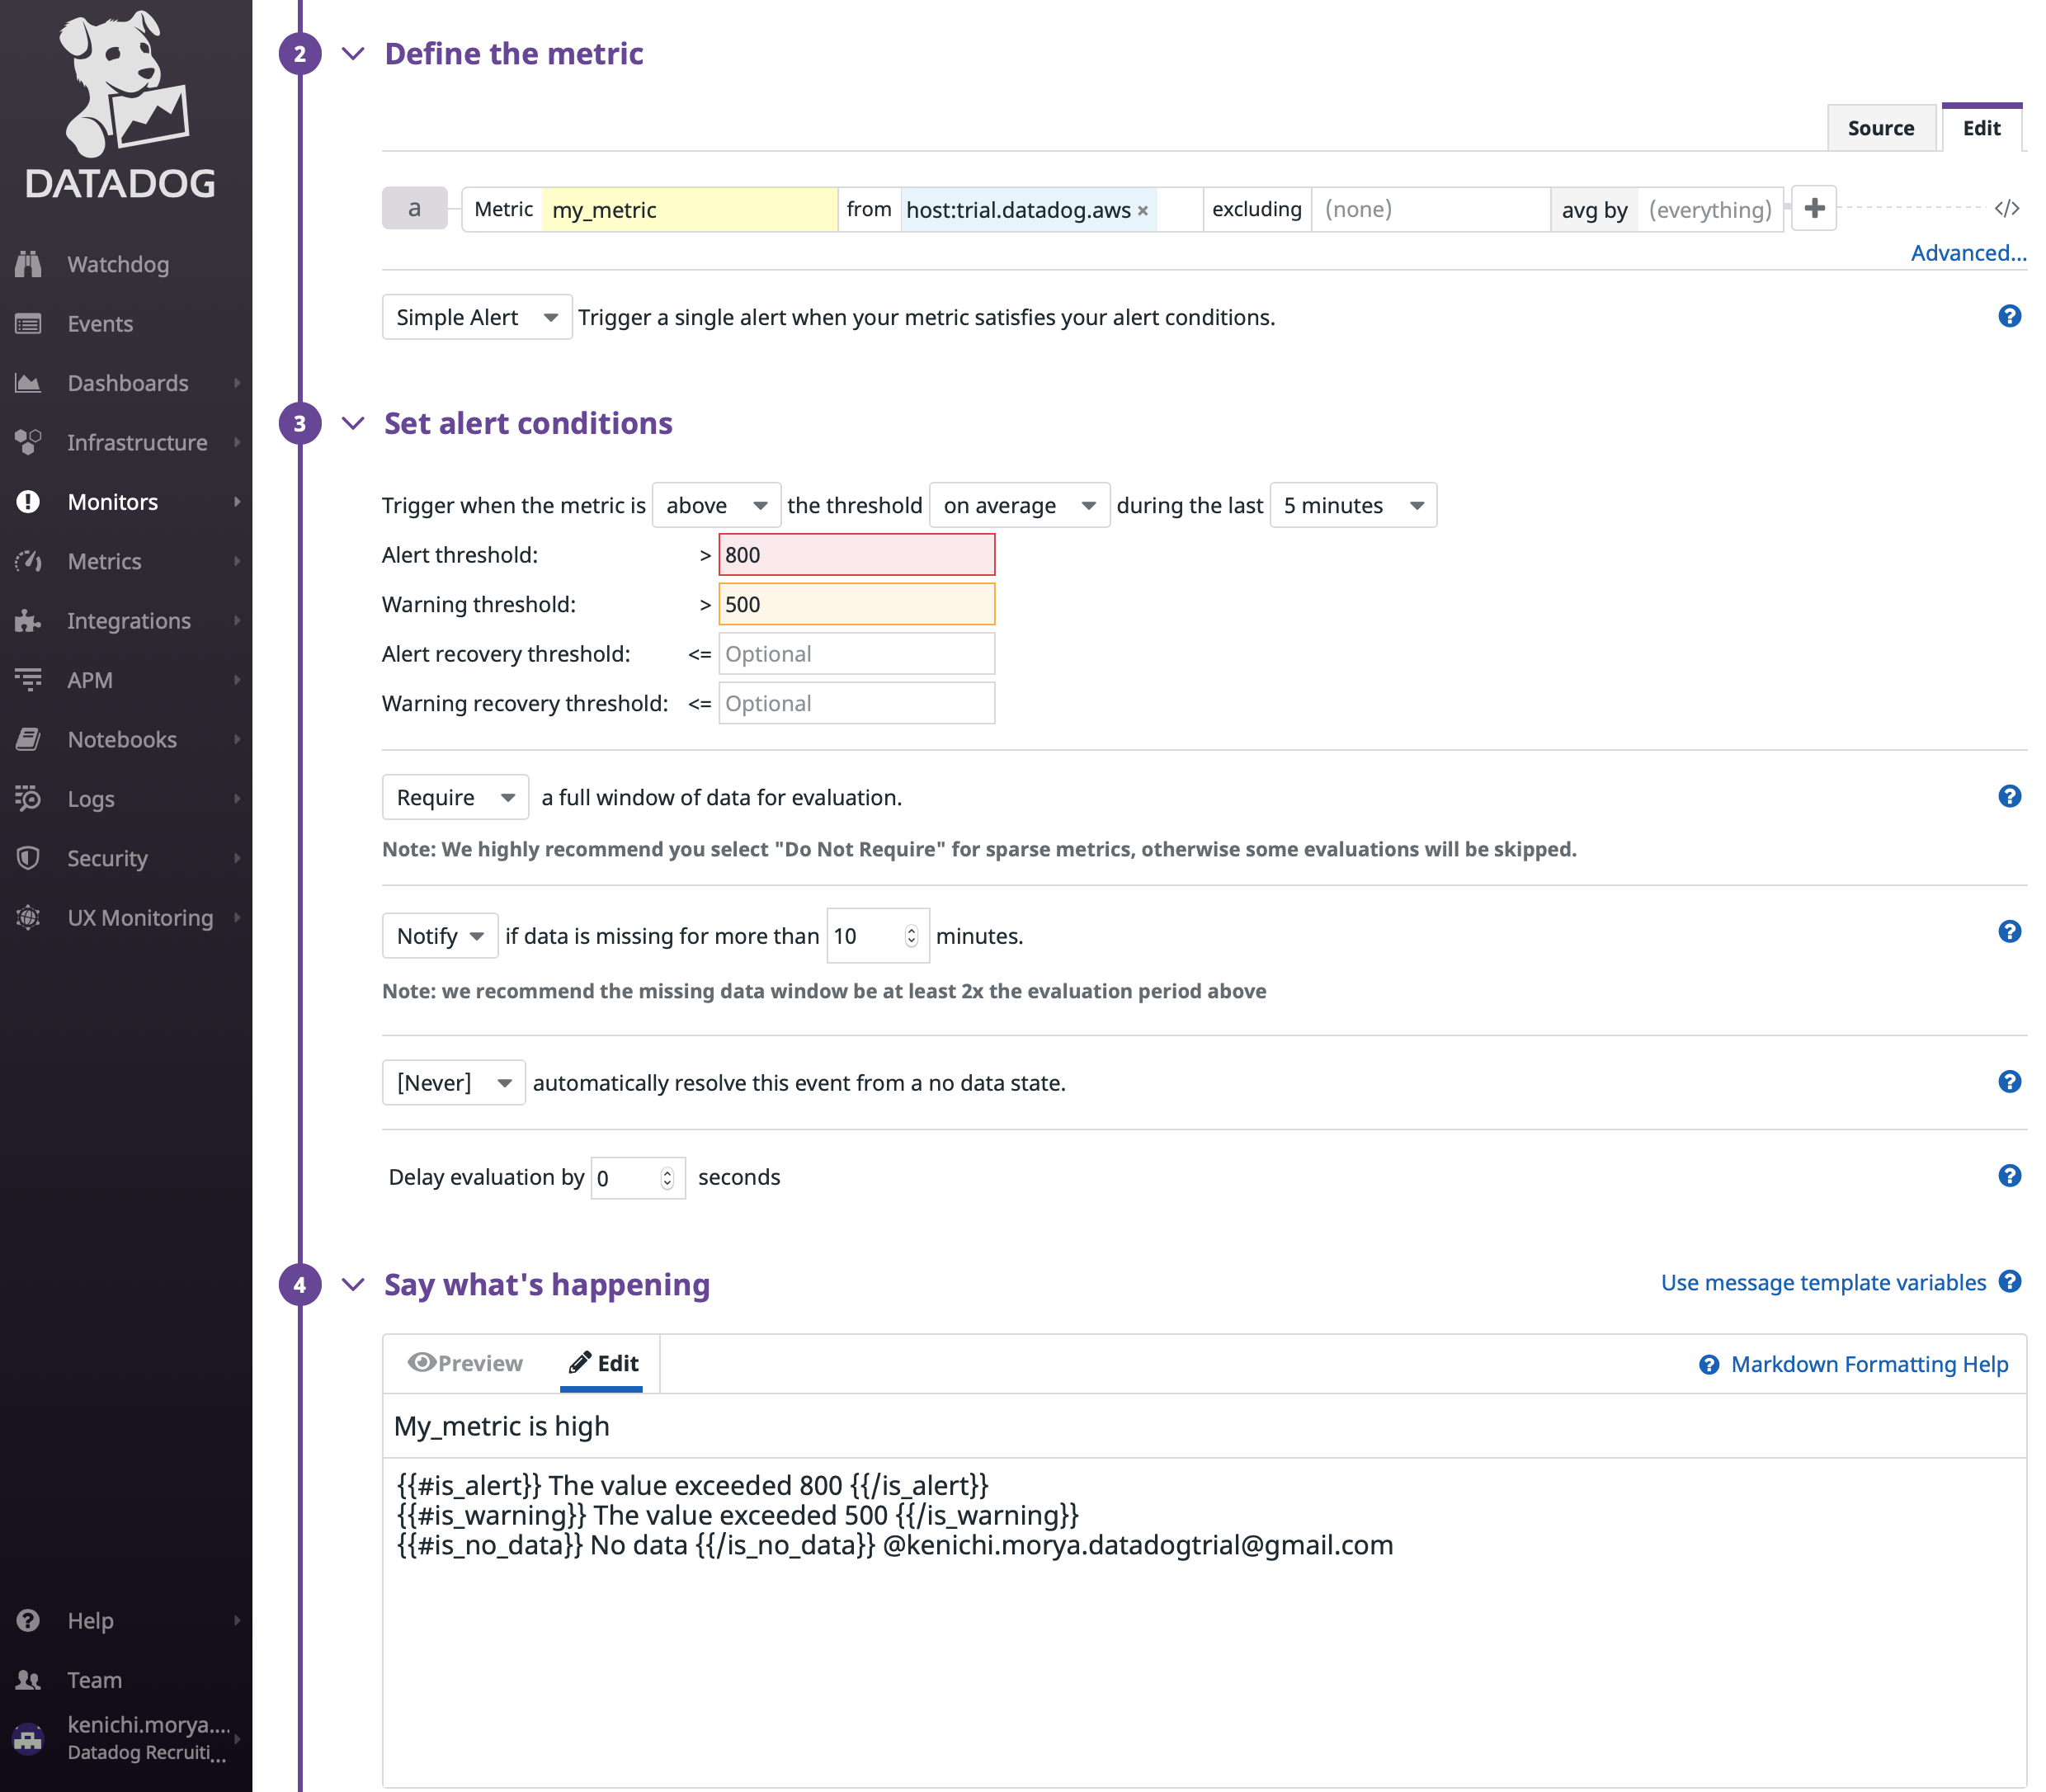 DATADOG
Watchdog
Events
Dashboards
Infrastructure
Monitors
Metrics
Integrations
APM
Notebooks
Logs
Security
UX Monitoring
Help
Team
kenichi.morya....
Datadog Recruiti...
2 Define the metric
Source Edit
a Metric my_metric from host:trial.datadog.aws × excluding (none) avg by (everything) + </>
Advanced...
Simple Alert Trigger a single alert when your metric satisfies your alert conditions. ?
3 Set alert conditions
Trigger when the metric is above the threshold on average during the last 5 minutes
Alert threshold: > 800
Warning threshold: > 500
Alert recovery threshold: <= Optional
Warning recovery threshold: <= Optional
Require a full window of data for evaluation. ?
Note: We highly recommend you select "Do Not Require" for sparse metrics, otherwise some evaluations will be skipped.
Notify if data is missing for more than 10 minutes. ?
Note: we recommend the missing data window be at least 2x the evaluation period above
[Never] automatically resolve this event from a no data state. ?
Delay evaluation by 0 seconds ?
4 Say what's happening Use message template variables ?
Preview Edit ? Markdown Formatting Help
My_metric is high
{{#is_alert}} The value exceeded 800 {{/is_alert}}
{{#is_warning}} The value exceeded 500 {{/is_warning}}
{{#is_no_data}} No data {{/is_no_data}} @kenichi.morya.datadogtrial@gmail.com